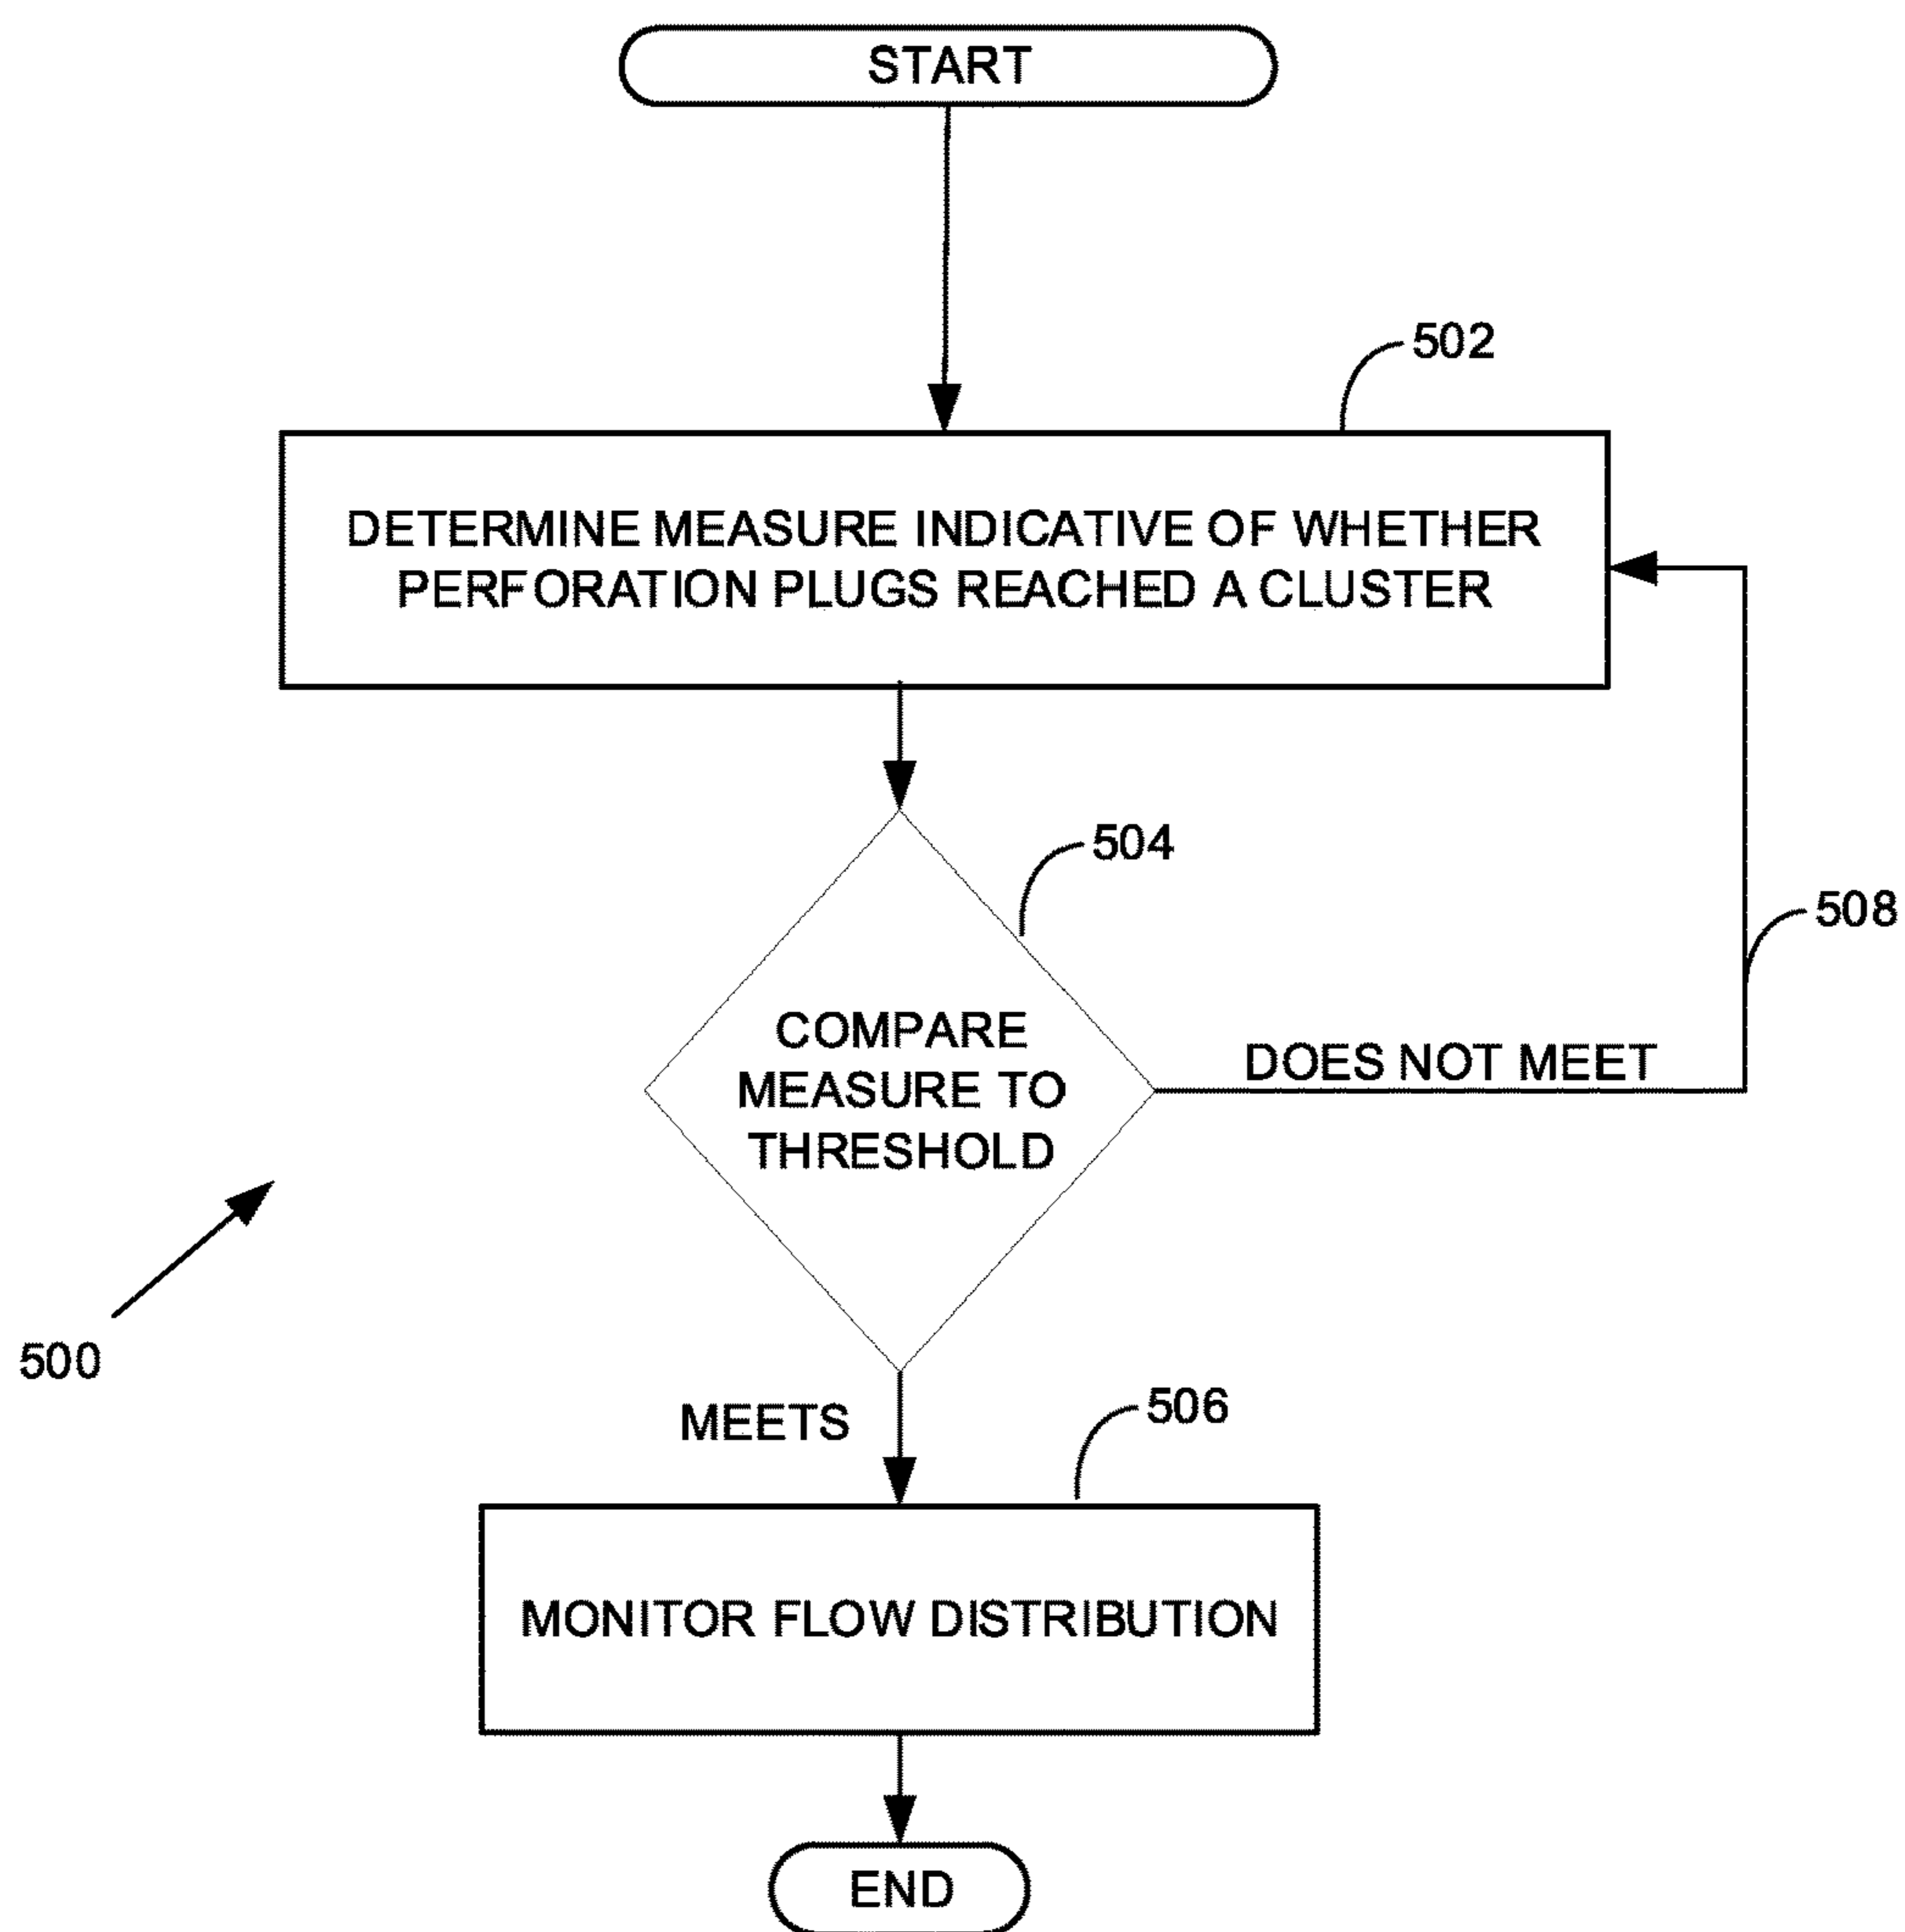 START
502
DETERMINE MEASURE INDICATIVE OF WHETHER
PERFORATION PLUGS REACHED A CLUSTER
504
508
COMPARE
MEASURE TO
THRESHOLD
DOES NOT MEET
500
MEETS
506
MONITOR FLOW DISTRIBUTION
END